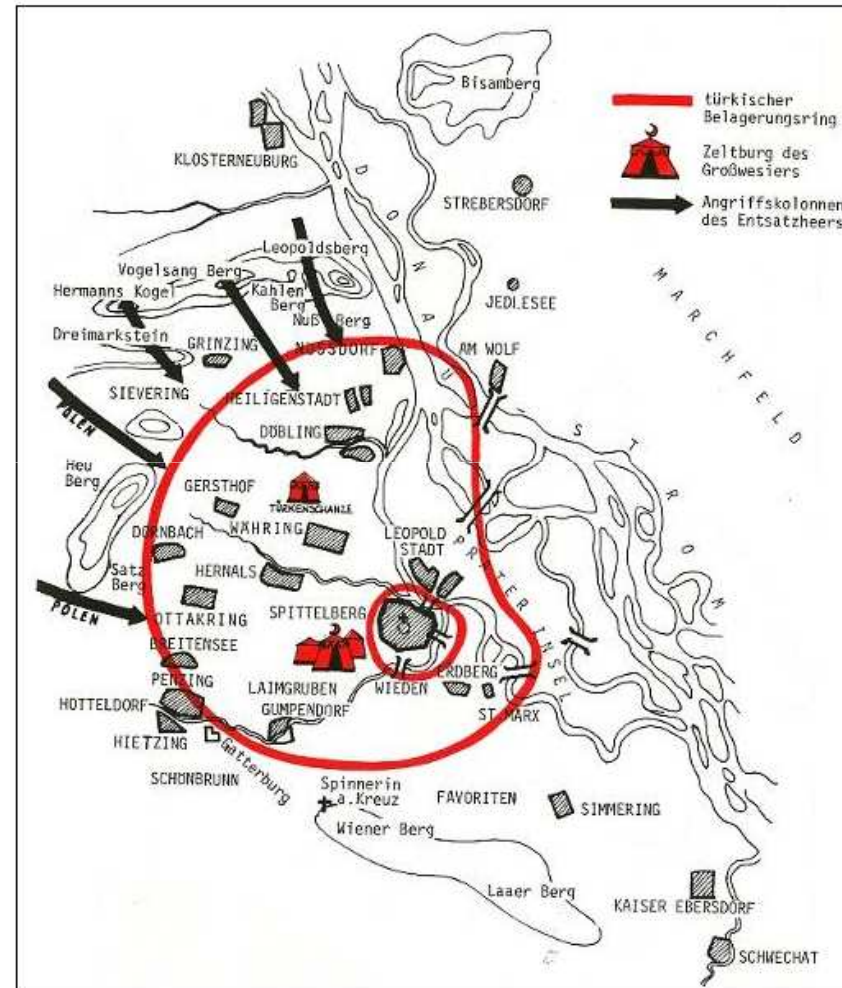 Bisamberg
türkischer
Belagerungsring
Zeltburg des
Großwesiers
Angriffskolonnen
des Entsatzheers
KLOSTERNEUBURG
STREBERSDORF
DONAUSTROM
MARCHFELD
Leopoldsberg
Vogelsang Berg
Kahlen
Berg
Hermanns Kogel
Nuß Berg
JEDLESEE
Dreimarkstein
GRINZING
NUSSDORF
AM WOLF
SIEVERING
HEILIGENSTADT
POLEN
DÖBLING
Heu
Berg
GERSTHOF
TÜRKENSCHANZE
WÄHRING
DORNBACH
LEOPOLD
STADT
PRATER INSEL
Satz
Berg
HERNALS
POLEN
OTTAKRING
SPITTELBERG
BREITENSEE
PENZING
LAIMGRUBEN
WIEDEN
ERDBERG
HÜTTELDORF
GUMPENDORF
ST.MARX
HIETZING
Gatterburg
SCHÖNBRUNN
Spinnerin
a.Kreuz
FAVORITEN
SIMMERING
Wiener Berg
Laaer Berg
KAISER EBERSDORF
SCHWECHAT